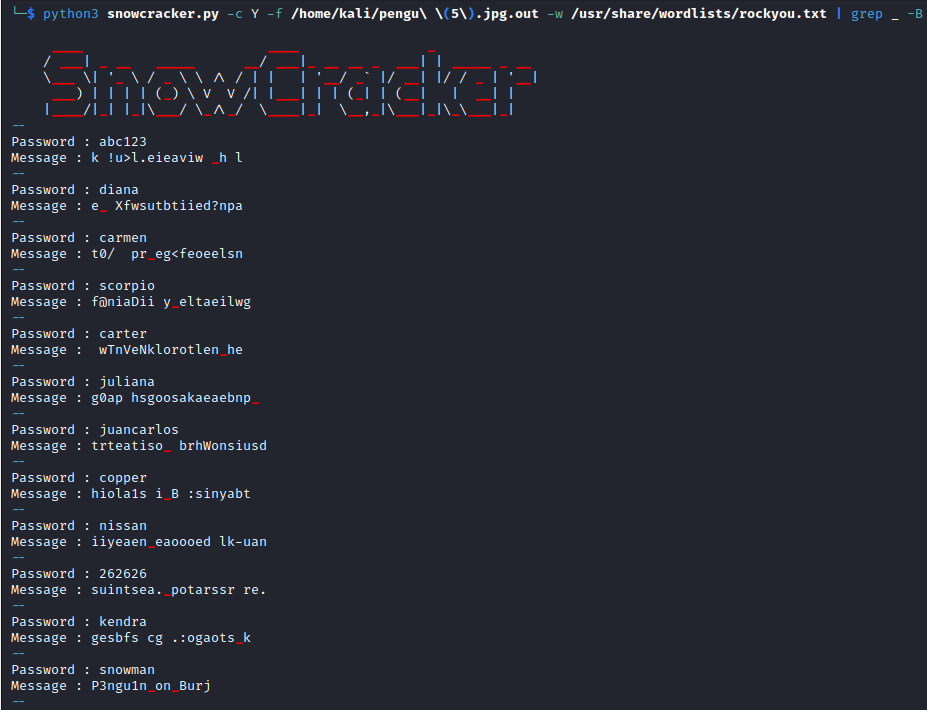 └─$ python3 snowcracker.py -c Y -f /home/kali/pengu\ \(5\).jpg.out -w /usr/share/wordlists/rockyou.txt | grep _ -B
SnowCracker
--
Password : abc123
Message : k !u>l.eieaviw _h l
--
Password : diana
Message : e_ Xfwsutbtiied?npa
--
Password : carmen
Message : t0/  pr_eg<feoeelsn
--
Password : scorpio
Message : f@niaDii y_eltaeilwg
--
Password : carter
Message :  wTnVeNklorotlen_he
--
Password : juliana
Message : g0ap hsgoosakaeaebnp_
--
Password : juancarlos
Message : trteatiso_ brhWonsiusd
--
Password : copper
Message : hiola1s i_B :sinyabt
--
Password : nissan
Message : iiyeaen_eaoooed lk-uan
--
Password : 262626
Message : suintsea._potarssr re.
--
Password : kendra
Message : gesbfs cg .:ogaots_k
--
Password : snowman
Message : P3ngu1n_on_Burj
--